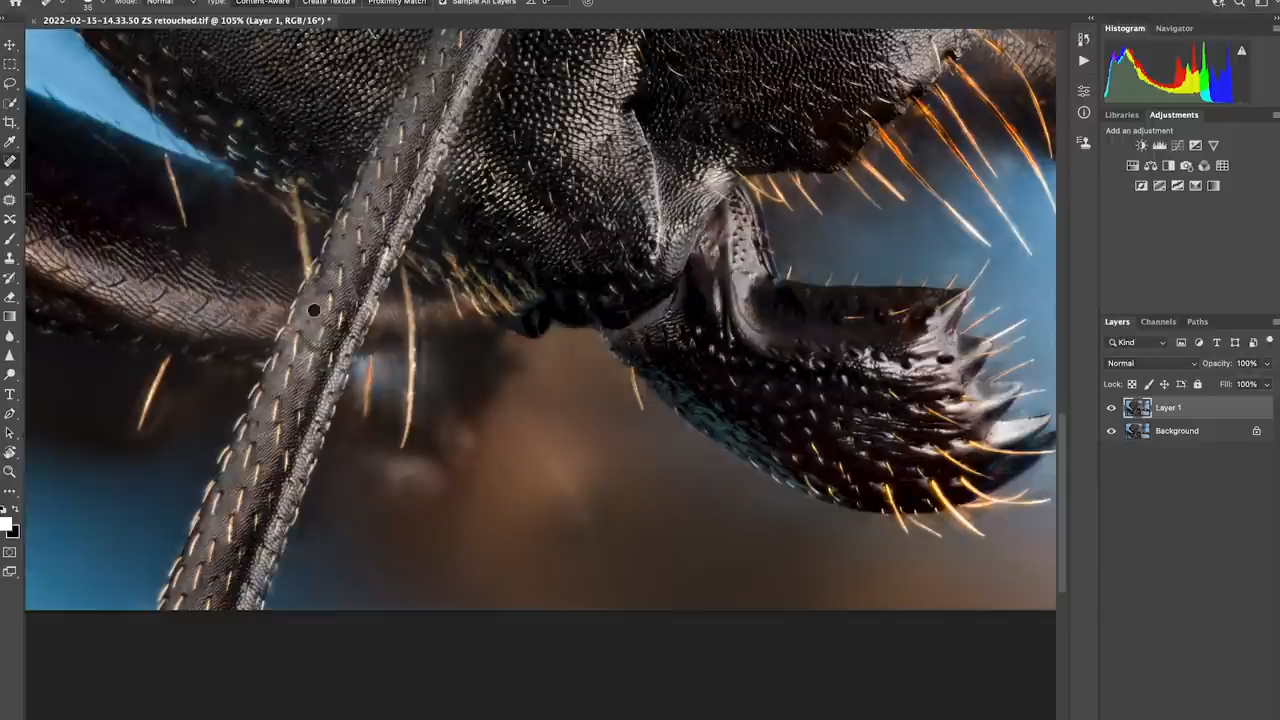 35 Mode: Normal Type: Content-Aware Create Texture Proximity Match Sample All Layers 0°
× 2022-02-15-14.33.50 ZS retouched.tif @ 105% (Layer 1, RGB/16*) *
Histogram Navigator
Libraries Adjustments
Add an adjustment
Layers Channels Paths
Kind
Normal Opacity: 100%
Lock: Fill: 100%
Layer 1
Background